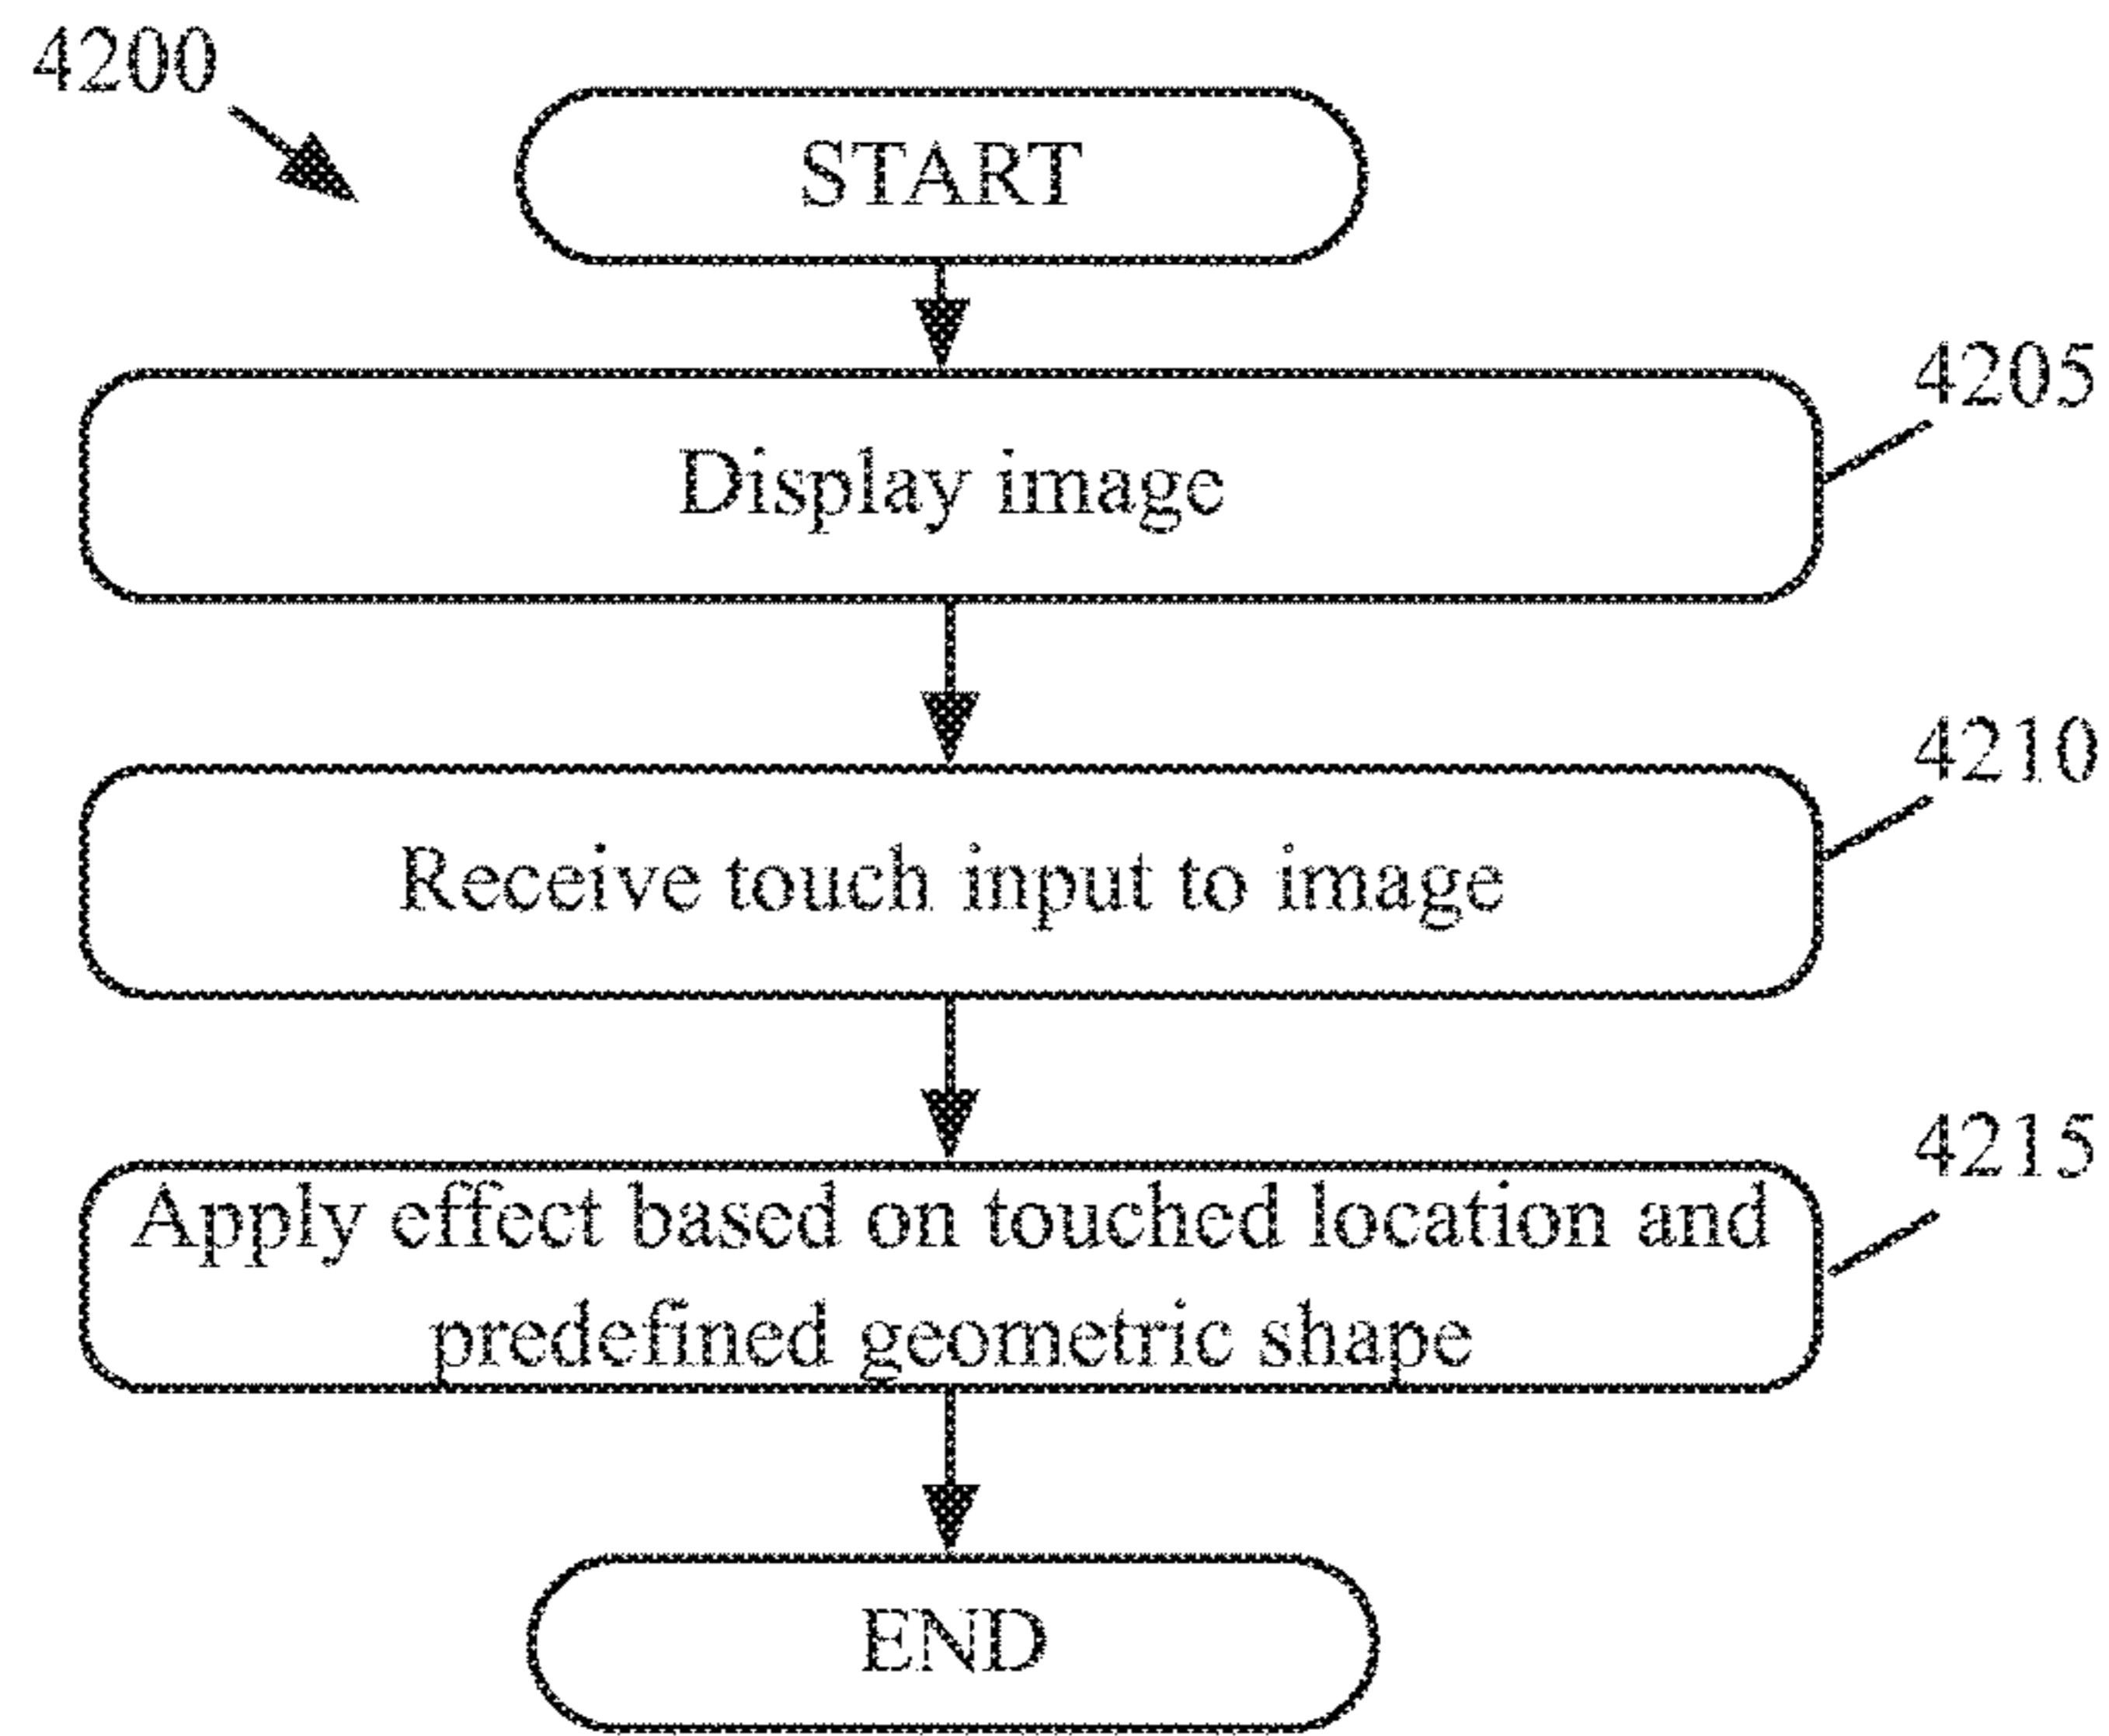 4200
START
4205
Display image
4210
Receive touch input to image
4215
Apply effect based on touched location and
predefined geometric shape
END